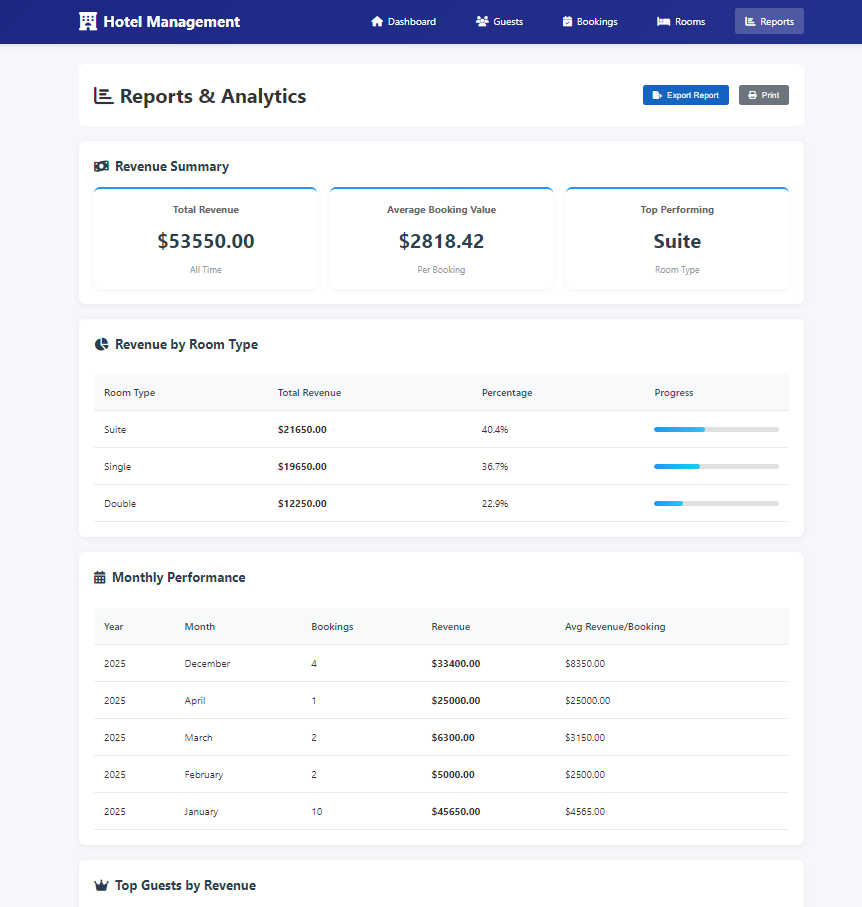 Hotel Management Dashboard Guests Bookings Rooms Reports
Reports & Analytics Export Report Print
Revenue Summary
Total Revenue Average Booking Value Top Performing
$53550.00 $2818.42 Suite
All Time Per Booking Room Type
Revenue by Room Type
Room Type Total Revenue Percentage Progress
Suite $21650.00 40.4%
Single $19650.00 36.7%
Double $12250.00 22.9%
Monthly Performance
Year Month Bookings Revenue Avg Revenue/Booking
2025 December 4 $33400.00 $8350.00
2025 April 1 $25000.00 $25000.00
2025 March 2 $6300.00 $3150.00
2025 February 2 $5000.00 $2500.00
2025 January 10 $45650.00 $4565.00
Top Guests by Revenue